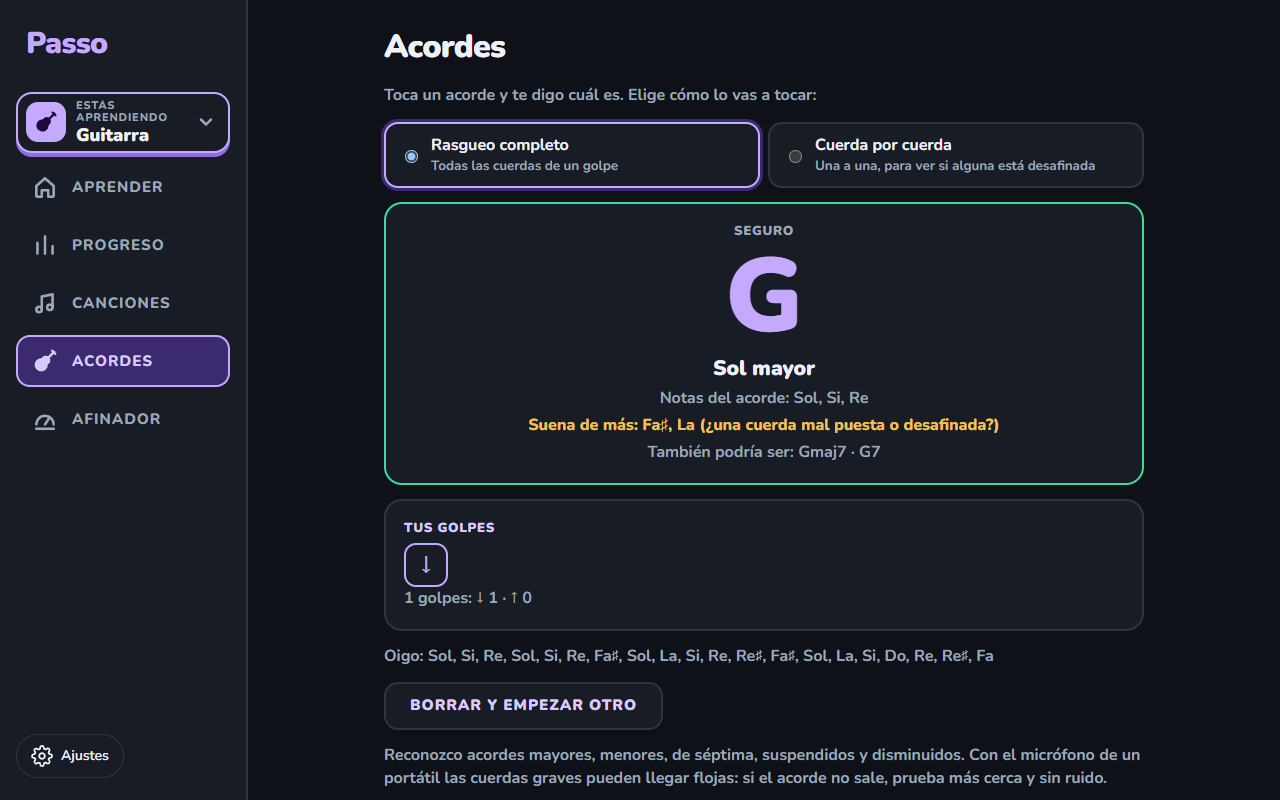 Passo
ESTÁS
APRENDIENDO
Guitarra
APRENDER
PROGRESO
CANCIONES
ACORDES
AFINADOR
Ajustes
Acordes
Toca un acorde y te digo cuál es. Elige cómo lo vas a tocar:
Rasgueo completo
Todas las cuerdas de un golpe
Cuerda por cuerda
Una a una, para ver si alguna está desafinada
SEGURO
G
Sol mayor
Notas del acorde: Sol, Si, Re
Suena de más: Fa♯, La (¿una cuerda mal puesta o desafinada?)
También podría ser: Gmaj7 · G7
TUS GOLPES
↓
1 golpes: ↓ 1 · ↑ 0
Oigo: Sol, Si, Re, Sol, Si, Re, Fa♯, Sol, La, Si, Re, Re♯, Fa♯, Sol, La, Si, Do, Re, Re♯, Fa
BORRAR Y EMPEZAR OTRO
Reconozco acordes mayores, menores, de séptima, suspendidos y disminuidos. Con el micrófono de un
portátil las cuerdas graves pueden llegar flojas: si el acorde no sale, prueba más cerca y sin ruido.